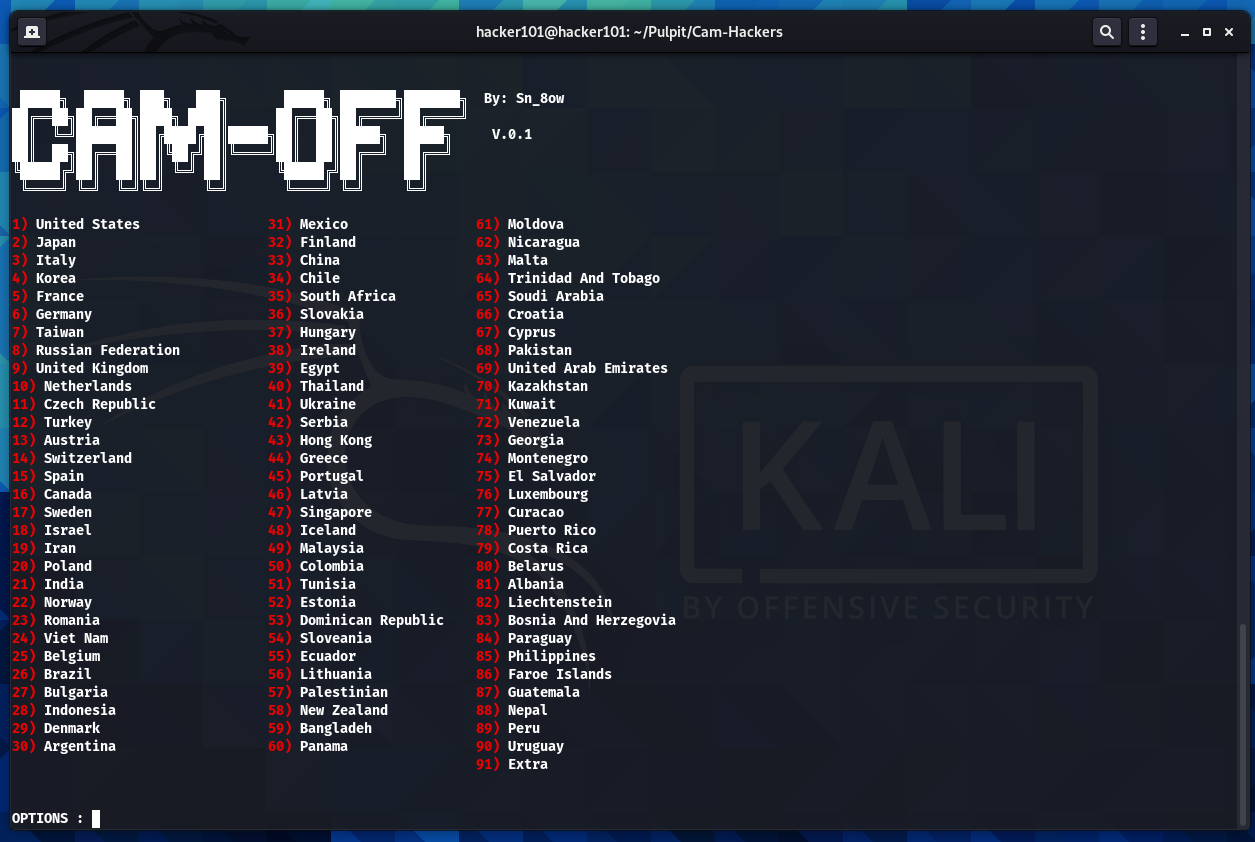 hacker101@hacker101: ~/Pulpit/Cam-Hackers
CAM-OFF
By: Sn_8ow
V.0.1
1) United States 31) Mexico 61) Moldova
2) Japan 32) Finland 62) Nicaragua
3) Italy 33) China 63) Malta
4) Korea 34) Chile 64) Trinidad And Tobago
5) France 35) South Africa 65) Soudi Arabia
6) Germany 36) Slovakia 66) Croatia
7) Taiwan 37) Hungary 67) Cyprus
8) Russian Federation 38) Ireland 68) Pakistan
9) United Kingdom 39) Egypt 69) United Arab Emirates
10) Netherlands 40) Thailand 70) Kazakhstan
11) Czech Republic 41) Ukraine 71) Kuwait
12) Turkey 42) Serbia 72) Venezuela
13) Austria 43) Hong Kong 73) Georgia
14) Switzerland 44) Greece 74) Montenegro
15) Spain 45) Portugal 75) El Salvador
16) Canada 46) Latvia 76) Luxembourg
17) Sweden 47) Singapore 77) Curacao
18) Israel 48) Iceland 78) Puerto Rico
19) Iran 49) Malaysia 79) Costa Rica
20) Poland 50) Colombia 80) Belarus
21) India 51) Tunisia 81) Albania
22) Norway 52) Estonia 82) Liechtenstein
23) Romania 53) Dominican Republic 83) Bosnia And Herzegovia
24) Viet Nam 54) Sloveania 84) Paraguay
25) Belgium 55) Ecuador 85) Philippines
26) Brazil 56) Lithuania 86) Faroe Islands
27) Bulgaria 57) Palestinian 87) Guatemala
28) Indonesia 58) New Zealand 88) Nepal
29) Denmark 59) Bangladeh 89) Peru
30) Argentina 60) Panama 90) Uruguay
91) Extra
KALI
BY OFFENSIVE SECURITY
OPTIONS :